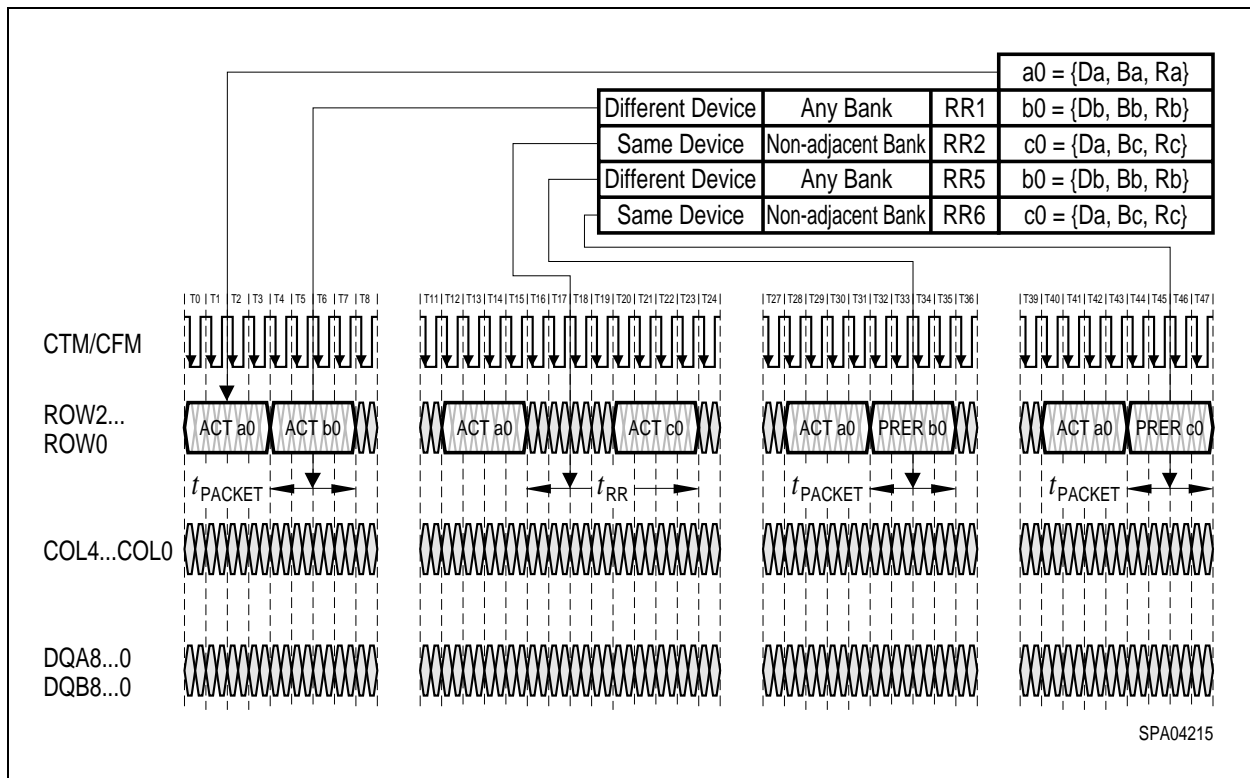 a0 = {Da, Ba, Ra}
Different Device Any Bank RR1 b0 = {Db, Bb, Rb}
Same Device Non-adjacent Bank RR2 c0 = {Da, Bc, Rc}
Different Device Any Bank RR5 b0 = {Db, Bb, Rb}
Same Device Non-adjacent Bank RR6 c0 = {Da, Bc, Rc}
T0 T1 T2 T3 T4 T5 T6 T7 T8 T11 T12 T13 T14 T15 T16 T17 T18 T19 T20 T21 T22 T23 T24 T27 T28 T29 T30 T31 T32 T33 T34 T35 T36 T39 T40 T41 T42 T43 T44 T45 T46 T47
CTM/CFM
ROW2...
ROW0
ACT a0 ACT b0 ACT a0 ACT c0 ACT a0 PRER b0 ACT a0 PRER c0
tPACKET tRR tPACKET tPACKET
COL4...COL0
DQA8...0
DQB8...0
SPA04215